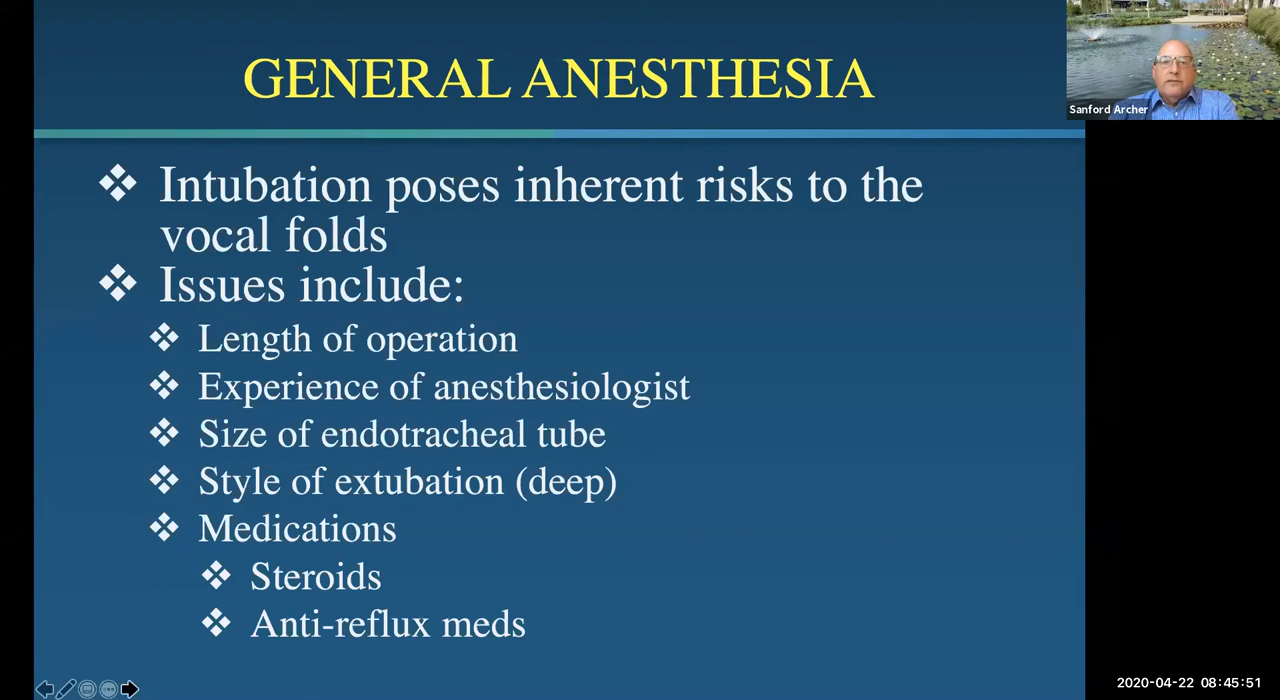 GENERAL ANESTHESIA
Sanford Archer
❖ Intubation poses inherent risks to the
vocal folds
❖ Issues include:
❖ Length of operation
❖ Experience of anesthesiologist
❖ Size of endotracheal tube
❖ Style of extubation (deep)
❖ Medications
❖ Steroids
❖ Anti-reflux meds
2020-04-22 08:45:51